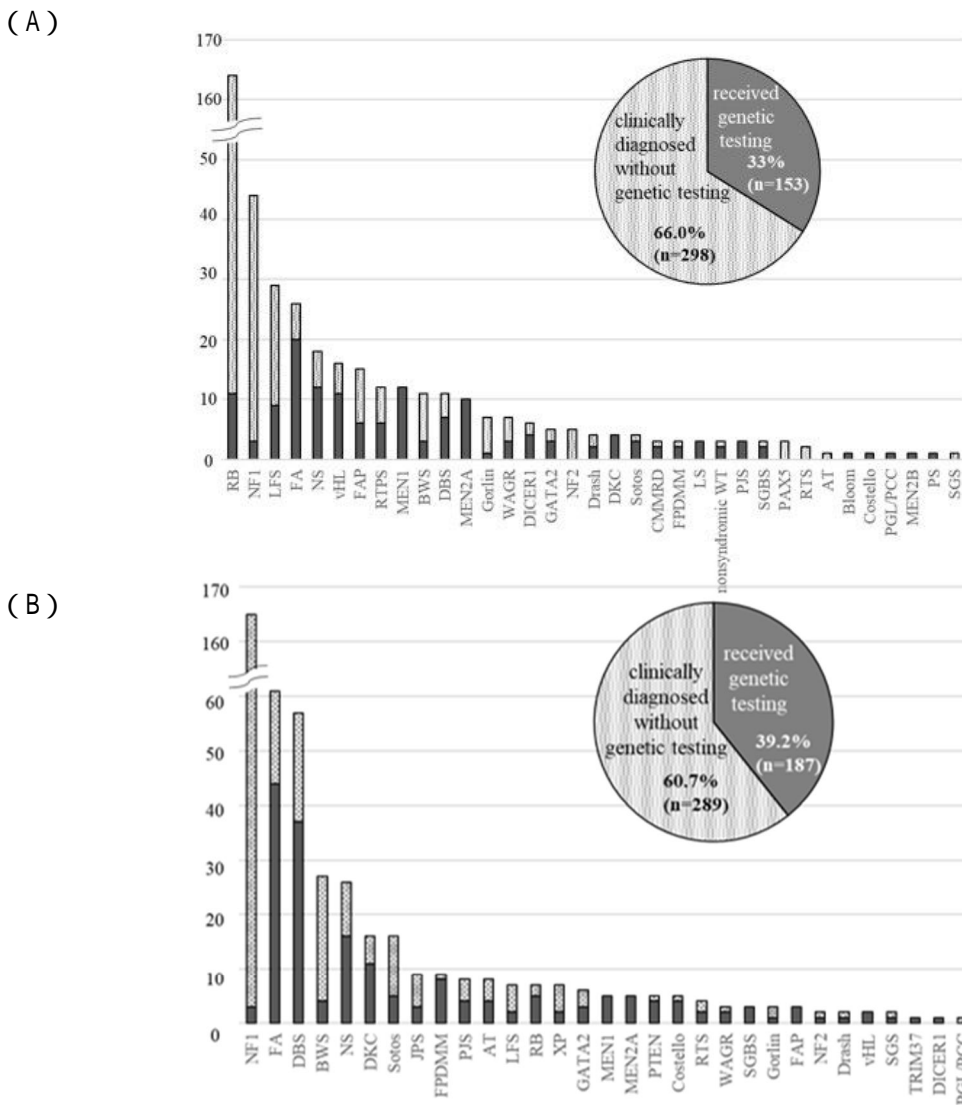 (A)
170
160
50
40
30
20
10
0
clinically
diagnosed
without
genetic testing
66.0%
(n=298)
received
genetic
testing
33%
(n=153)
RB
NF1
LFS
FA
NS
vHL
FAP
RTPS
MEN1
BWS
DBS
MEN2A
Gorlin
WAGR
DICER1
GATA2
NF2
Drash
DKC
Sotos
CMMRD
FPDMM
LS
nonsyndromic WT
PJS
SGBS
PAX5
RTS
AT
Bloom
Costello
PGL/PCC
MEN2B
PS
SGS
(B)
170
160
60
50
40
30
20
10
0
clinically
diagnosed
without
genetic testing
60.7%
(n=289)
received
genetic
testing
39.2%
(n=187)
NF1
FA
DBS
BWS
NS
DKC
Sotos
JPS
FPDMM
PJS
AT
LFS
RB
XP
GATA2
MEN1
MEN2A
PTEN
Costello
RTS
WAGR
SGBS
Gorlin
FAP
NF2
Drash
vHL
SGS
TRIM37
DICER1
PGL/PCC